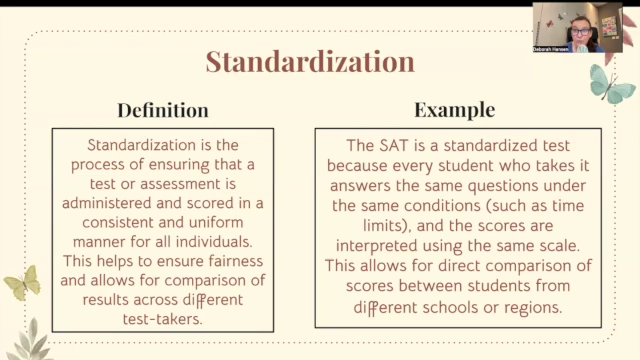 Deborah Hansen
Standardization
Definition
Standardization is the
process of ensuring that a
test or assessment is
administered and scored in a
consistent and uniform
manner for all individuals.
This helps to ensure fairness
and allows for comparison of
results across different
test-takers.
Example
The SAT is a standardized test
because every student who takes it
answers the same questions under
the same conditions (such as time
limits), and the scores are
interpreted using the same scale.
This allows for direct comparison of
scores between students from
different schools or regions.